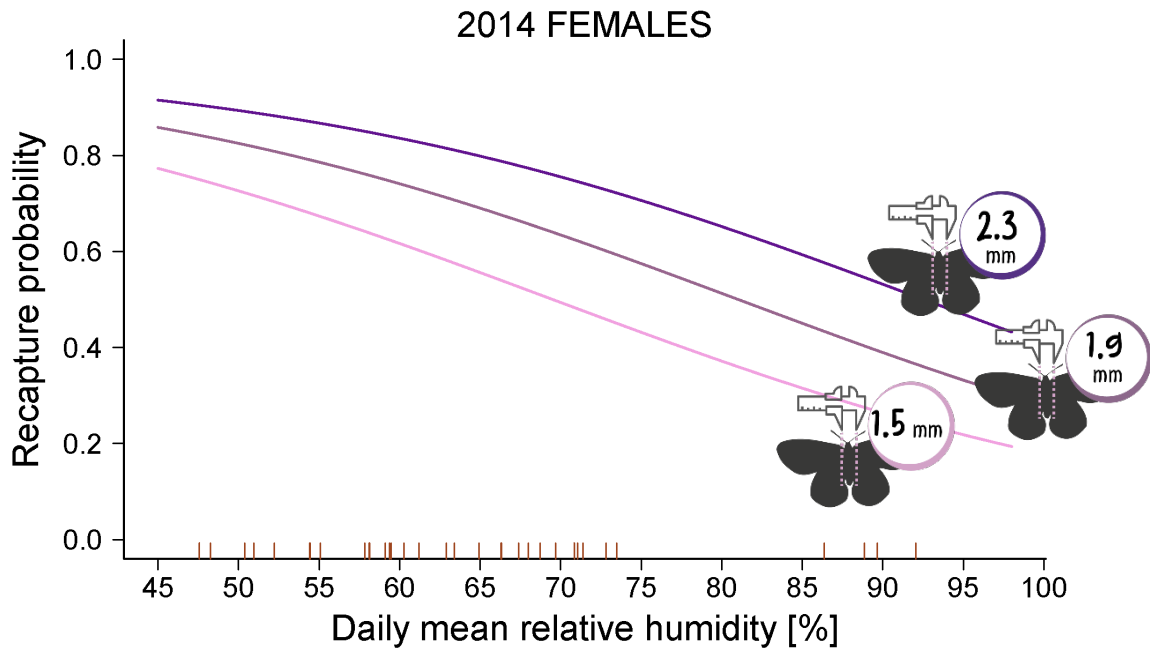 2014 FEMALES
Recapture probability
1.0
0.8
0.6
0.4
0.2
0.0
2.3
mm
1.9
mm
1.5 mm
45 50 55 60 65 70 75 80 85 90 95 100
Daily mean relative humidity [%]